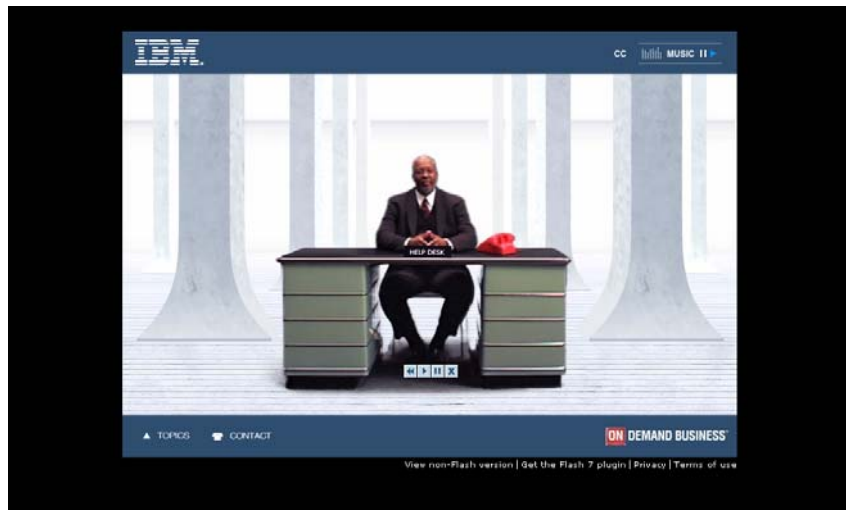 IBM.
CC MUSIC
HELP DESK
TOPICS CONTACT
ON DEMAND BUSINESS
View non-Flash version | Get the Flash 7 plugin | Privacy | Terms of use